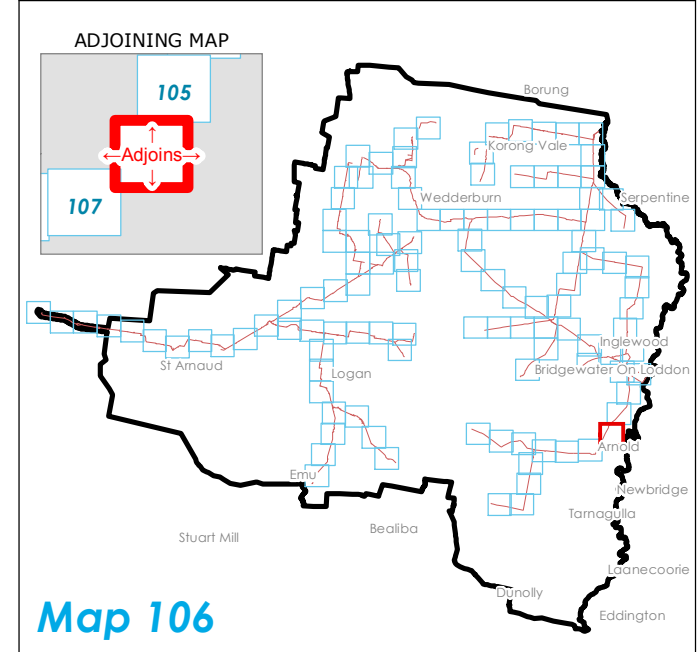 ADJOINING MAP
105
Adjoins
107
Borung
Korong Vale
Wedderburn
Serpentine
Inglewood
St Arnaud
Logan
Bridgewater On Loddon
Arnold
Emu
Newbridge
Tarnagulla
Stuart Mill
Bealiba
Laanecoorie
Dunolly
Eddington
Map 106